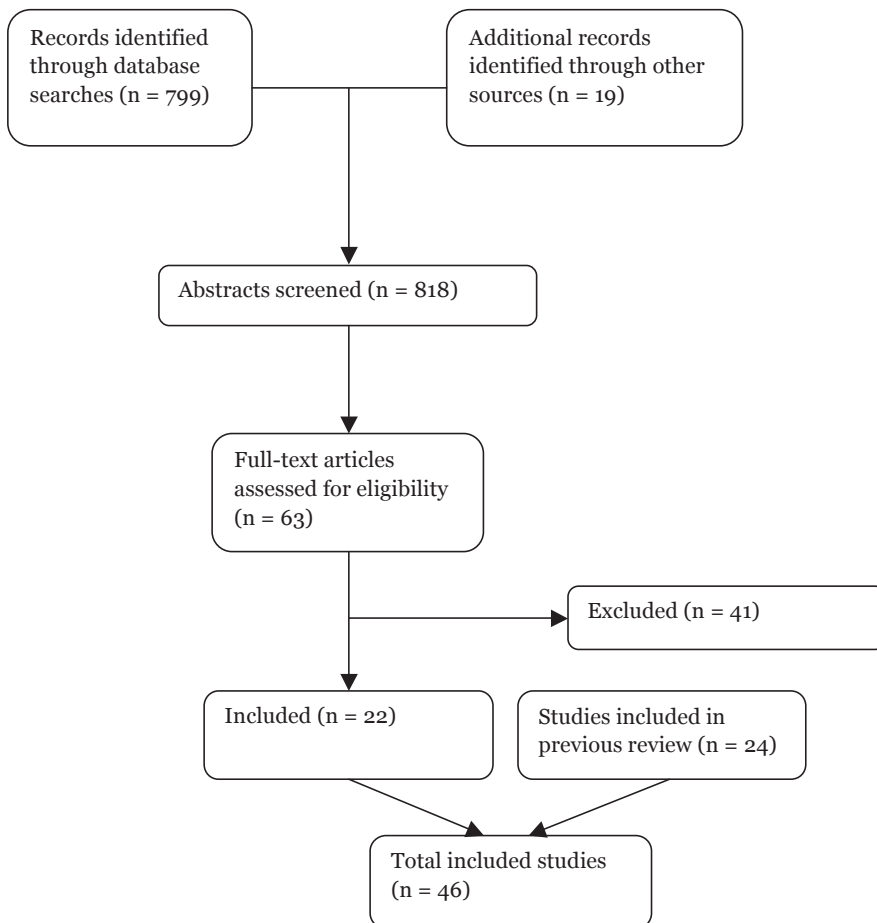 Records identified
through database
searches (n = 799)
Additional records
identified through other
sources (n = 19)
Abstracts screened (n = 818)
Full-text articles
assessed for eligibility
(n = 63)
Excluded (n = 41)
Included (n = 22)
Studies included in
previous review (n = 24)
Total included studies
(n = 46)